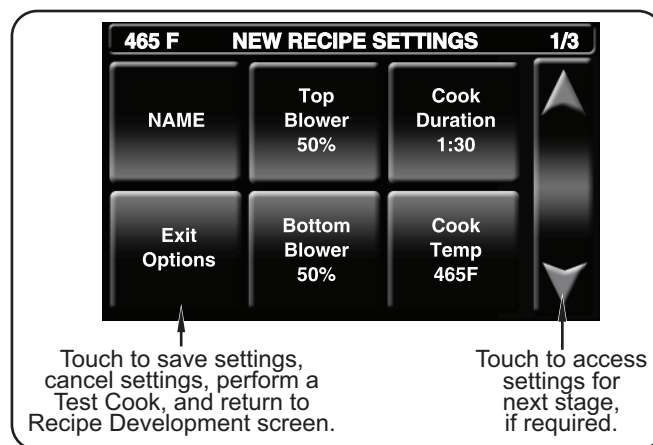 465 F NEW RECIPE SETTINGS 1/3
NAME
Top
Blower
50%
Cook
Duration
1:30
Exit
Options
Bottom
Blower
50%
Cook
Temp
465F
Touch to save settings,
cancel settings, perform a
Test Cook, and return to
Recipe Development screen.
Touch to access
settings for
next stage,
if required.